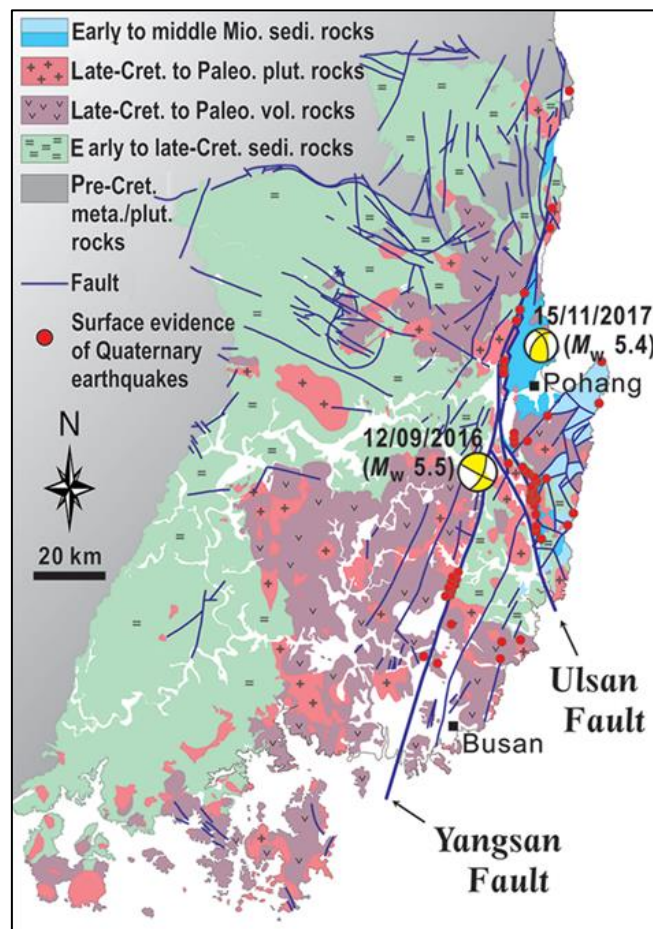 Early to middle Mio. sedi. rocks
Late-Cret. to Paleo. plut. rocks
Late-Cret. to Paleo. vol. rocks
Early to late-Cret. sedi. rocks
Pre-Cret.
meta./plut.
rocks
Fault
Surface evidence
of Quaternary
earthquakes
N
20 km
15/11/2017
(Mw 5.4)
Pohang
12/09/2016
(Mw 5.5)
Ulsan
Fault
Busan
Yangsan
Fault